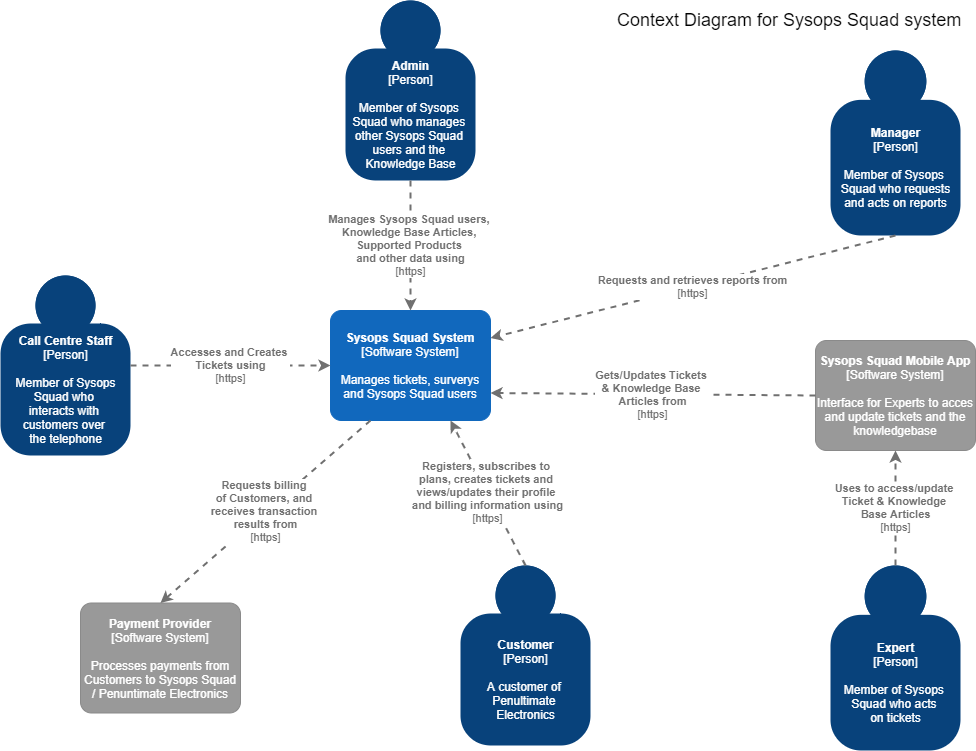 Context Diagram for Sysops Squad system
Admin
[Person]
Member of Sysops
Squad who manages
other Sysops Squad
users and the
Knowledge Base
Manager
[Person]
Member of Sysops
Squad who requests
and acts on reports
Manages Sysops Squad users,
Knowledge Base Articles,
Supported Products
and other data using
[https]
Requests and retrieves reports from
[https]
Call Centre Staff
[Person]
Member of Sysops
Squad who
interacts with
customers over
the telephone
Accesses and Creates
Tickets using
[https]
Sysops Squad System
[Software System]
Manages tickets, surverys
and Sysops Squad users
Gets/Updates Tickets
& Knowledge Base
Articles from
[https]
Sysops Squad Mobile App
[Software System]
Interface for Experts to acces
and update tickets and the
knowledgebase
Requests billing
of Customers, and
receives transaction
results from
[https]
Registers, subscribes to
plans, creates tickets and
views/updates their profile
and billing information using
[https]
Uses to access/update
Ticket & Knowledge
Base Articles
[https]
Payment Provider
[Software System]
Processes payments from
Customers to Sysops Squad
/ Penuntimate Electronics
Customer
[Person]
A customer of
Penultimate
Electronics
Expert
[Person]
Member of Sysops
Squad who acts
on tickets